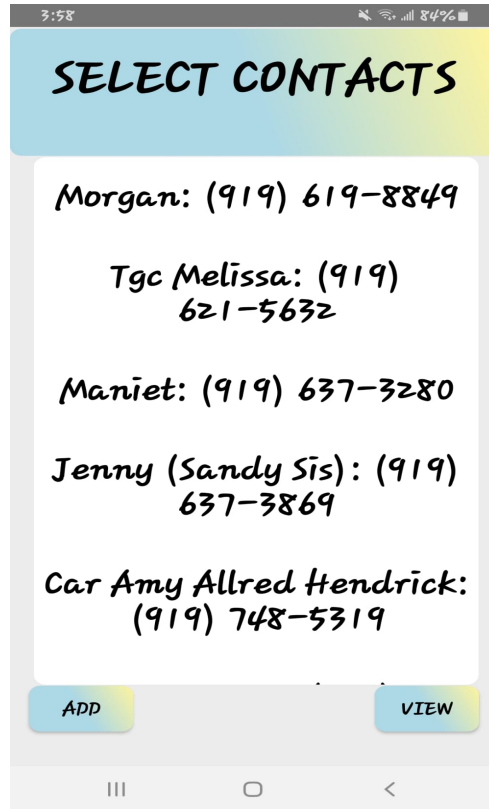 3:58 84%
SELECT CONTACTS
Morgan: (919) 619-8849
Tgc Melissa: (919)
621-5632
Maniet: (919) 637-3280
Jenny (Sandy Sis): (919)
637-3869
Car Amy Allred Hendrick:
(919) 748-5319
ADD VIEW